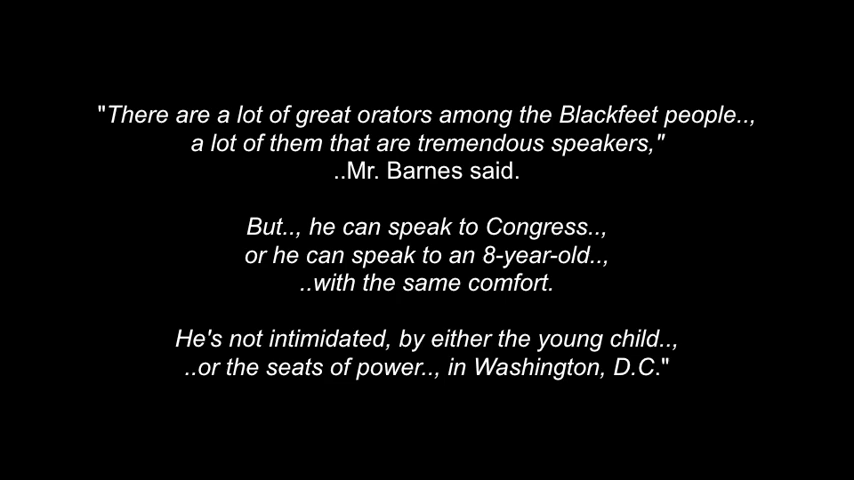 "There are a lot of great orators among the Blackfeet people..,
a lot of them that are tremendous speakers,"
..Mr. Barnes said.
But.., he can speak to Congress..,
or he can speak to an 8-year-old..,
..with the same comfort.
He's not intimidated, by either the young child..,
..or the seats of power.., in Washington, D.C."